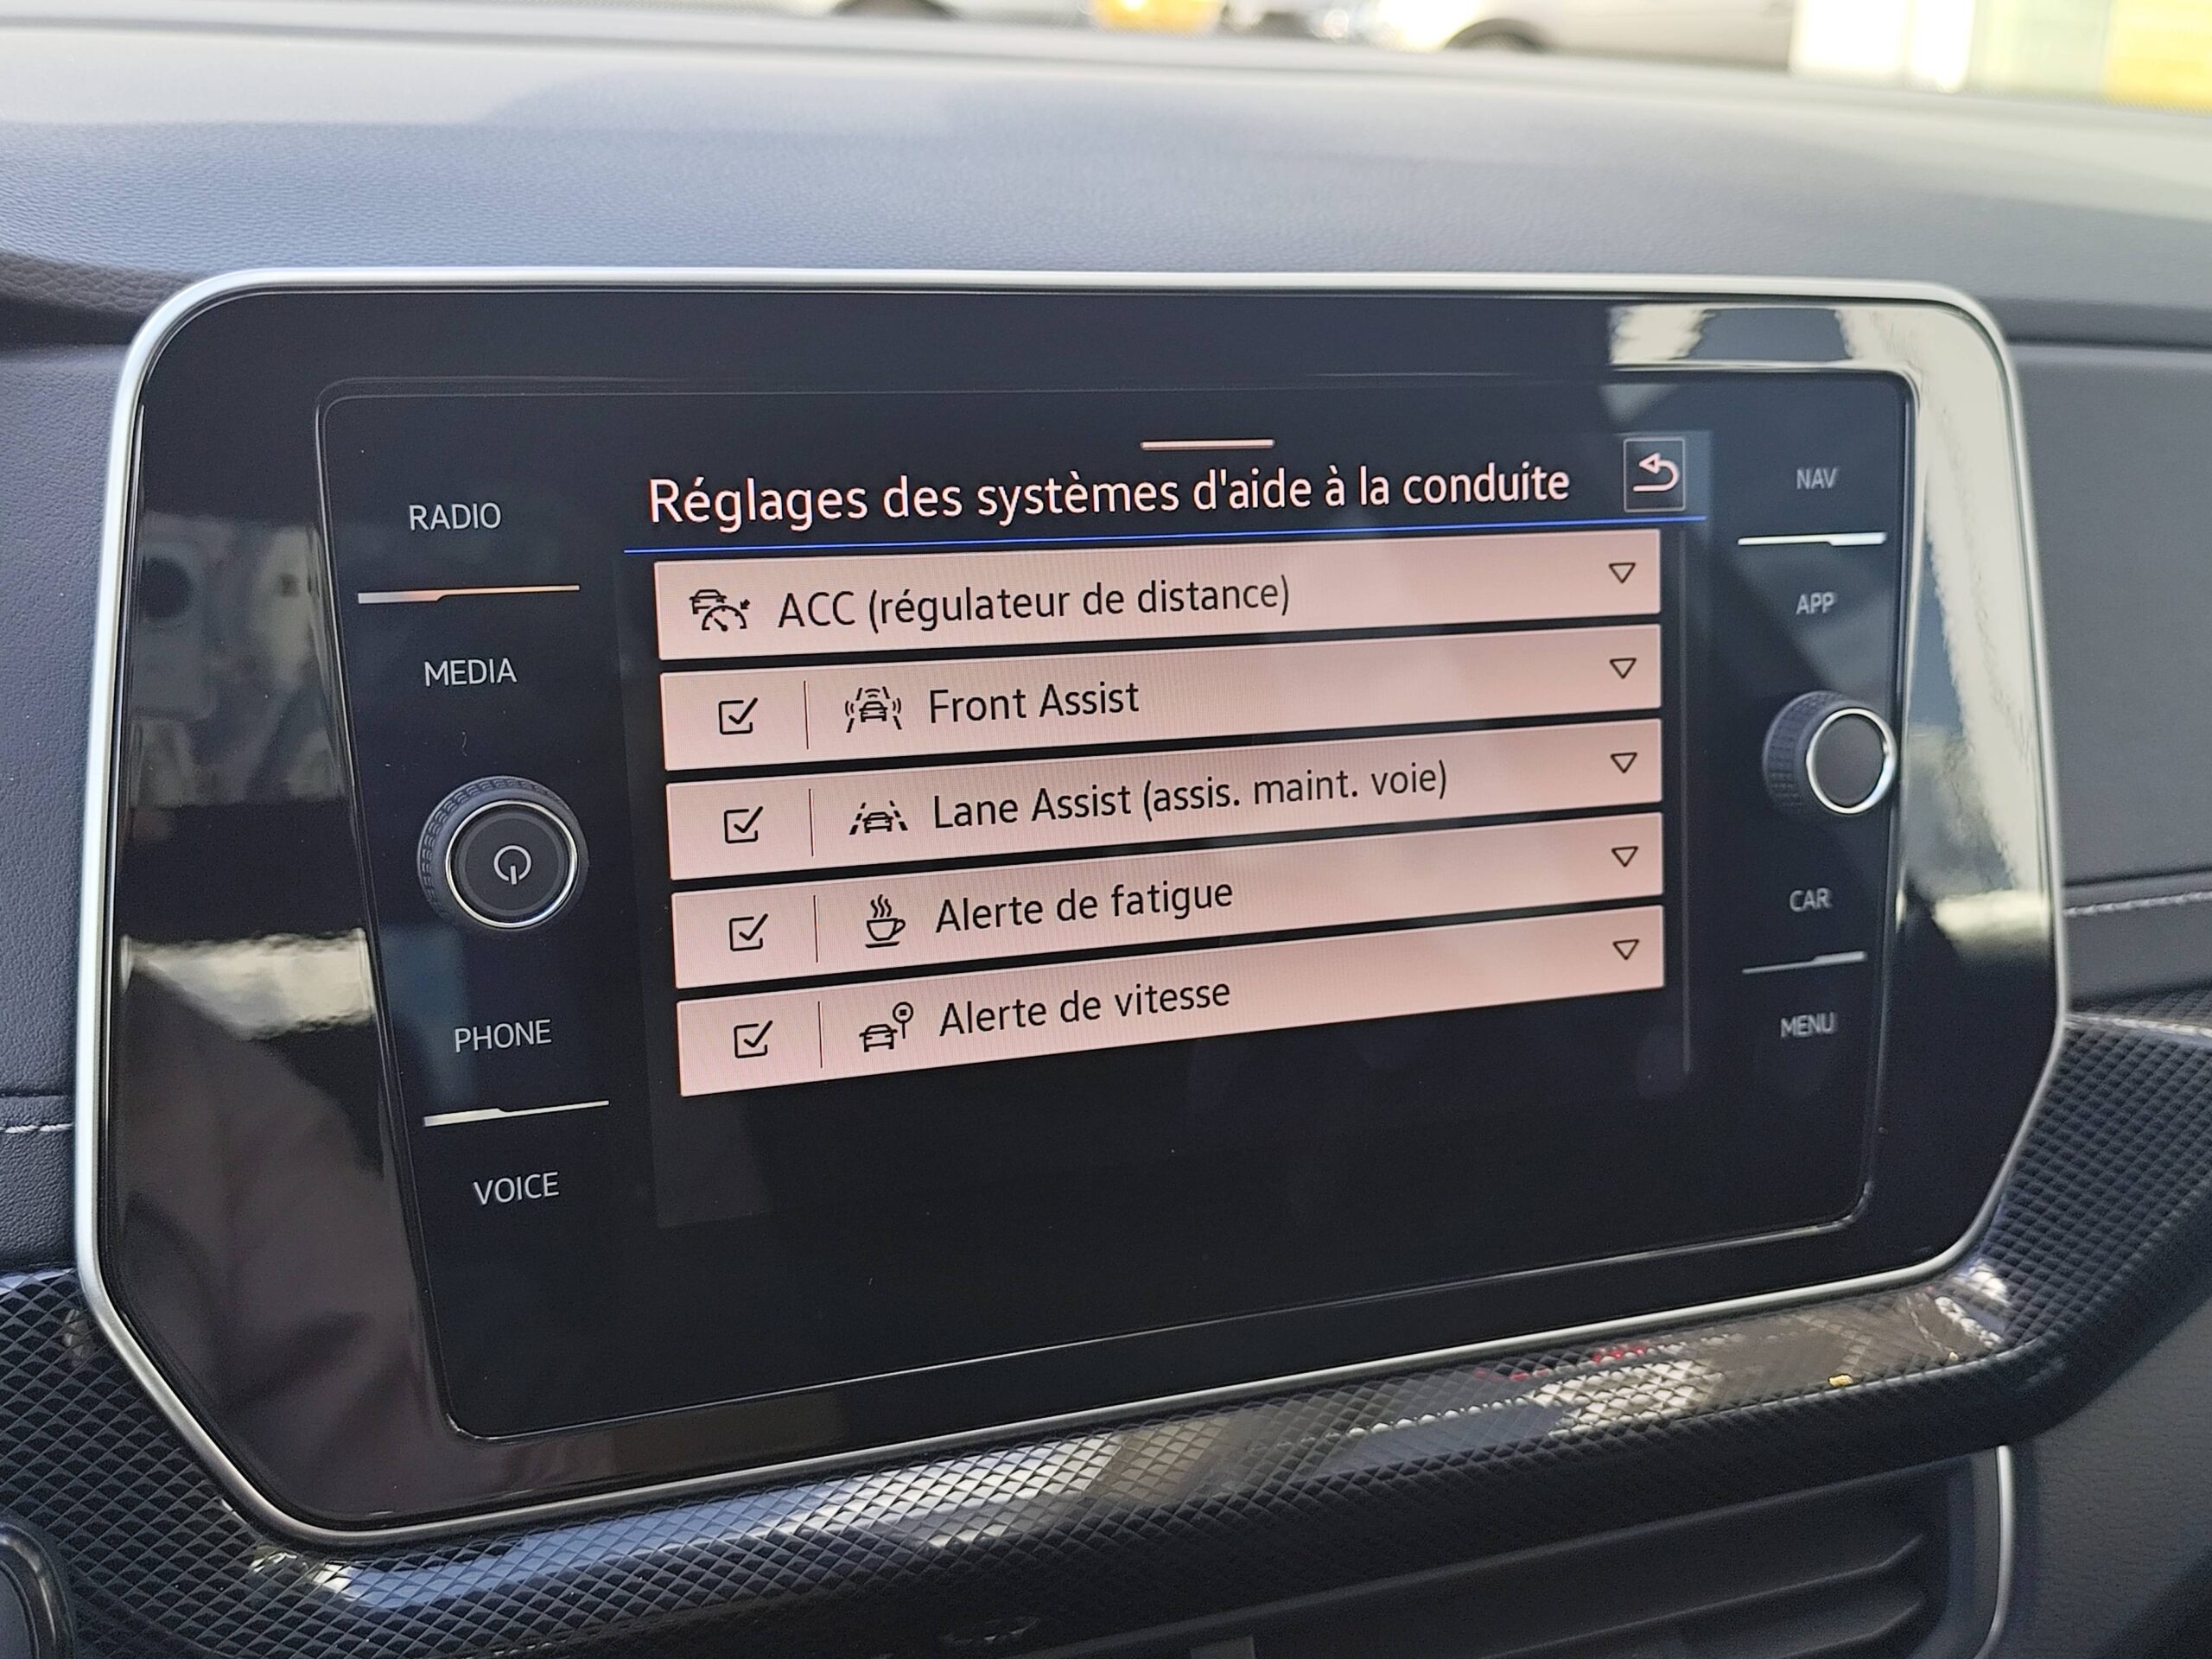 Réglages des systèmes d'aide à la conduite
ACC (régulateur de distance)
Front Assist
Lane Assist (assis. maint. voie)
Alerte de fatigue
Alerte de vitesse
RADIO
MEDIA
PHONE
VOICE
NAV
APP
CAR
MENU